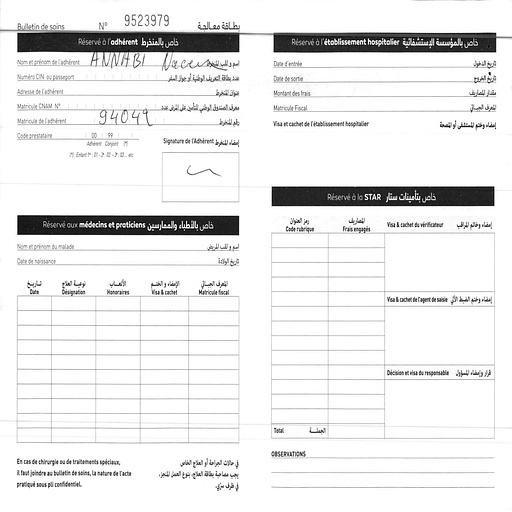 Bulletin de soins N° 9523979 بطاقة معالجة
Réservé à l'adhérent خاص بالمنخرط
Nom et prénom de l'adhérent ANNABI اسم و لقب المنخرط
Numéro CIN ou passeport عدد بطاقة التعريف الوطنية أو جواز السفر
Adresse de l'adhérent عنوان المنخرط
Matricule CNAM N° معرف الصندوق الوطني للتأمين على المرض عدد
Matricule de l'adhérent 94049 رقم المنخرط
Code prestataire 00 99
Adhérent Conjoint (*)
(*) Enfant 1er : 01 - 2 : 02 - 3 : 03 ... etc
Signature de l'Adhérent إمضاء المنخرط
Réservé aux médecins et praticiens خاص بالأطباء والممارسين
Nom et prénom du malade اسم و لقب المريض
Date de naissance تاريخ الولادة
تاريخ نوعية العلاج الأتعاب الإمضاء و الختم المعرف الجبائي
Date Désignation Honoraires Visa & cachet Matricule fiscal
En cas de chirurgie ou de traitements spéciaux,
il faut joindre au bulletin de soins, la nature de l'acte
pratiqué sous pli confidentiel.
في حالات الجراحة أو العلاج الخاص
يجب مصاحبة بطاقة العلاج، بنوع العمل المنجز،
في ظرف سري.
Réservé à l'établissement hospitalier خاص بالمؤسسة الإستشفائية
Date d'entrée تاريخ الدخول
Date de sortie تاريخ الخروج
Montant des frais مقدار المصاريف
Matricule Fiscal المعرف الجبائي
Visa et cachet de l'établissement hospitalier إمضاء وختم المستشفى أو المصحة
Réservé à la STAR خاص بتأمينات ستار
رمز العنوان المصاريف
Code rubrique Frais engagés
Visa & cachet du vérificateur إمضاء وخاتم المراقب
Visa & cachet de l'agent de saisie إمضاء وختم الضبط الآلي
Décision et visa du responsable قرار وإمضاء المسؤول
Total الجملة
OBSERVATIONS